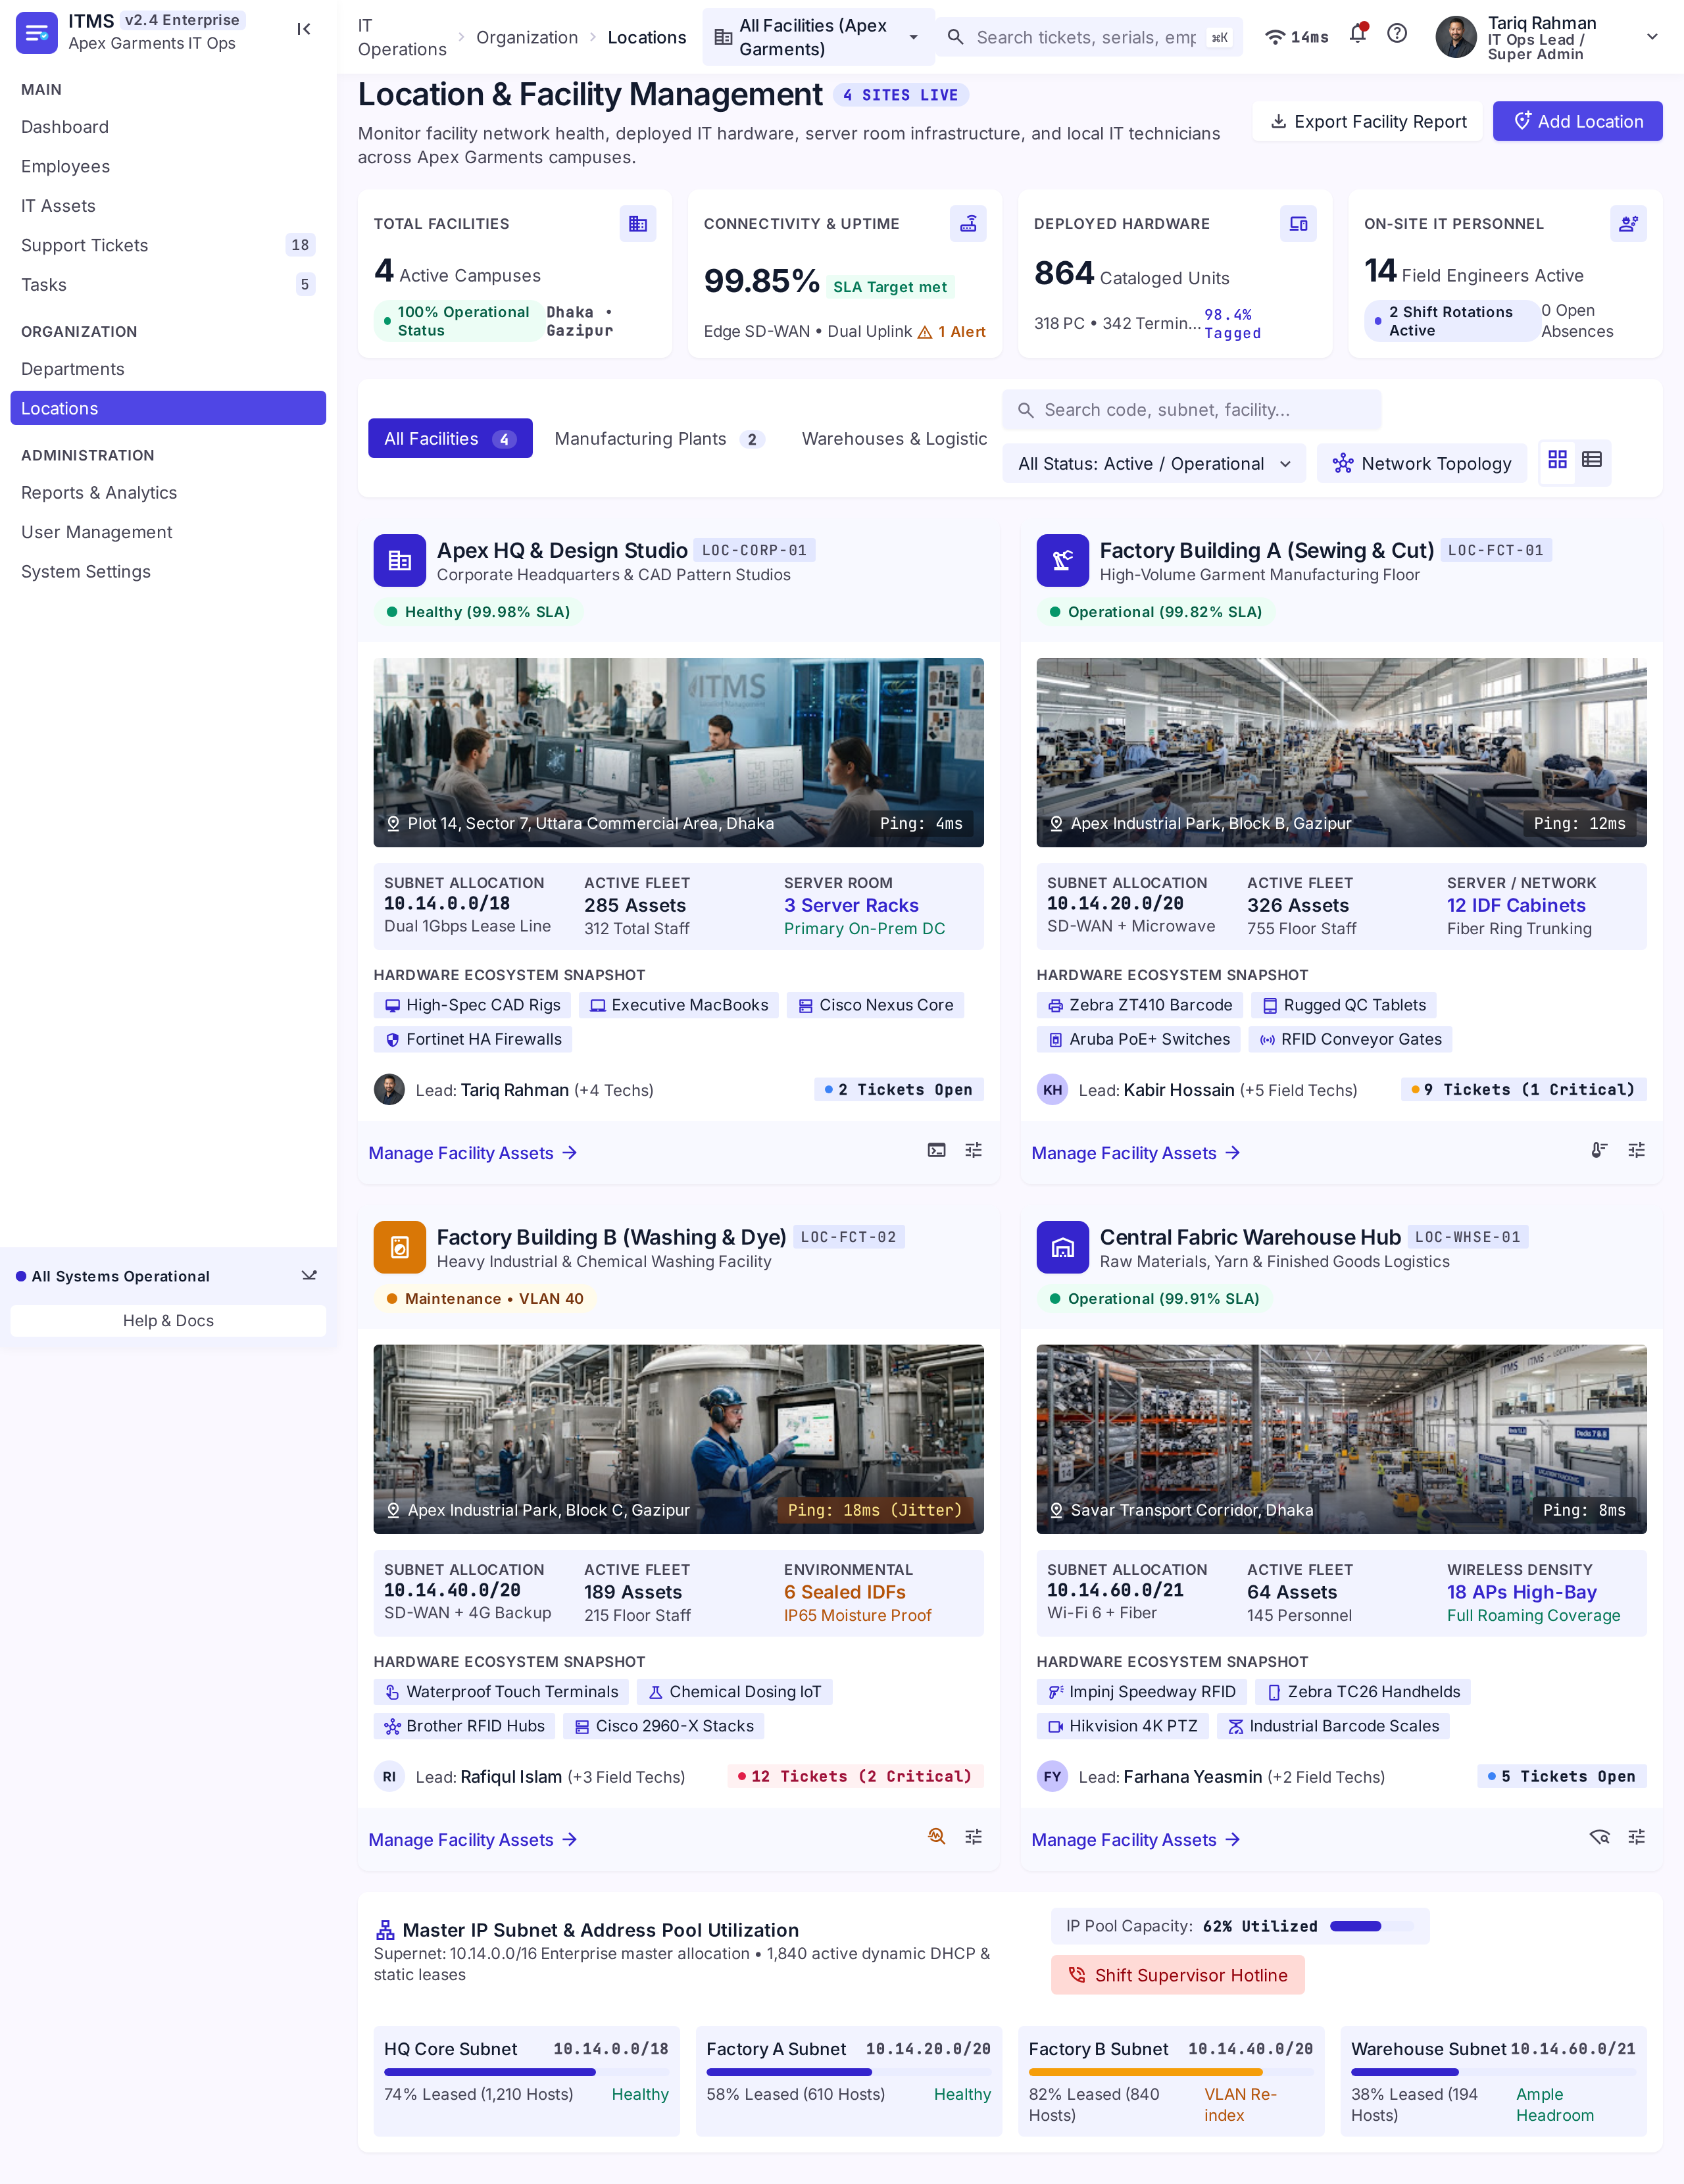 ITMS v2.4 Enterprise
Apex Garments IT Ops
MAIN
Dashboard
Employees
IT Assets
Support Tickets 18
Tasks 5
ORGANIZATION
Departments
Locations
ADMINISTRATION
Reports & Analytics
User Management
System Settings
All Systems Operational
Help & Docs
IT Operations
Organization
Locations
All Facilities (Apex Garments)
Search tickets, serials, emp
⌘K
14ms
Tariq Rahman
IT Ops Lead /
Super Admin
Location & Facility Management 4 SITES LIVE
Monitor facility network health, deployed IT hardware, server room infrastructure, and local IT technicians
across Apex Garments campuses.
Export Facility Report
Add Location
TOTAL FACILITIES
4 Active Campuses
100% Operational Status
Dhaka • Gazipur
CONNECTIVITY & UPTIME
99.85% SLA Target met
Edge SD-WAN • Dual Uplink 1 Alert
DEPLOYED HARDWARE
864 Cataloged Units
318 PC • 342 Termin...
98.4% Tagged
ON-SITE IT PERSONNEL
14 Field Engineers Active
2 Shift Rotations Active
0 Open Absences
All Facilities 4
Manufacturing Plants 2
Warehouses & Logistic
Search code, subnet, facility...
All Status: Active / Operational
Network Topology
Apex HQ & Design Studio LOC-CORP-01
Corporate Headquarters & CAD Pattern Studios
Healthy (99.98% SLA)
ITMS
Plot 14, Sector 7, Uttara Commercial Area, Dhaka
Ping: 4ms
SUBNET ALLOCATION
10.14.0.0/18
Dual 1Gbps Lease Line
ACTIVE FLEET
285 Assets
312 Total Staff
SERVER ROOM
3 Server Racks
Primary On-Prem DC
HARDWARE ECOSYSTEM SNAPSHOT
High-Spec CAD Rigs
Executive MacBooks
Cisco Nexus Core
Fortinet HA Firewalls
Lead: Tariq Rahman (+4 Techs)
2 Tickets Open
Manage Facility Assets
Factory Building A (Sewing & Cut) LOC-FCT-01
High-Volume Garment Manufacturing Floor
Operational (99.82% SLA)
Apex Industrial Park, Block B, Gazipur
Ping: 12ms
SUBNET ALLOCATION
10.14.20.0/20
SD-WAN + Microwave
ACTIVE FLEET
326 Assets
755 Floor Staff
SERVER / NETWORK
12 IDF Cabinets
Fiber Ring Trunking
HARDWARE ECOSYSTEM SNAPSHOT
Zebra ZT410 Barcode
Rugged QC Tablets
Aruba PoE+ Switches
RFID Conveyor Gates
KH
Lead: Kabir Hossain (+5 Field Techs)
9 Tickets (1 Critical)
Manage Facility Assets
Factory Building B (Washing & Dye) LOC-FCT-02
Heavy Industrial & Chemical Washing Facility
Maintenance • VLAN 40
Apex Industrial Park, Block C, Gazipur
Ping: 18ms (Jitter)
SUBNET ALLOCATION
10.14.40.0/20
SD-WAN + 4G Backup
ACTIVE FLEET
189 Assets
215 Floor Staff
ENVIRONMENTAL
6 Sealed IDFs
IP65 Moisture Proof
HARDWARE ECOSYSTEM SNAPSHOT
Waterproof Touch Terminals
Chemical Dosing IoT
Brother RFID Hubs
Cisco 2960-X Stacks
RI
Lead: Rafiqul Islam (+3 Field Techs)
12 Tickets (2 Critical)
Manage Facility Assets
Central Fabric Warehouse Hub LOC-WHSE-01
Raw Materials, Yarn & Finished Goods Logistics
Operational (99.91% SLA)
ITMS
Savar Transport Corridor, Dhaka
Ping: 8ms
SUBNET ALLOCATION
10.14.60.0/21
Wi-Fi 6 + Fiber
ACTIVE FLEET
64 Assets
145 Personnel
WIRELESS DENSITY
18 APs High-Bay
Full Roaming Coverage
HARDWARE ECOSYSTEM SNAPSHOT
Impinj Speedway RFID
Zebra TC26 Handhelds
Hikvision 4K PTZ
Industrial Barcode Scales
FY
Lead: Farhana Yeasmin (+2 Field Techs)
5 Tickets Open
Manage Facility Assets
Master IP Subnet & Address Pool Utilization
Supernet: 10.14.0.0/16 Enterprise master allocation • 1,840 active dynamic DHCP &
static leases
IP Pool Capacity: 62% Utilized
Shift Supervisor Hotline
HQ Core Subnet 10.14.0.0/18
74% Leased (1,210 Hosts) Healthy
Factory A Subnet 10.14.20.0/20
58% Leased (610 Hosts) Healthy
Factory B Subnet 10.14.40.0/20
82% Leased (840 Hosts)
VLAN Re-index
Warehouse Subnet 10.14.60.0/21
38% Leased (194 Hosts)
Ample Headroom